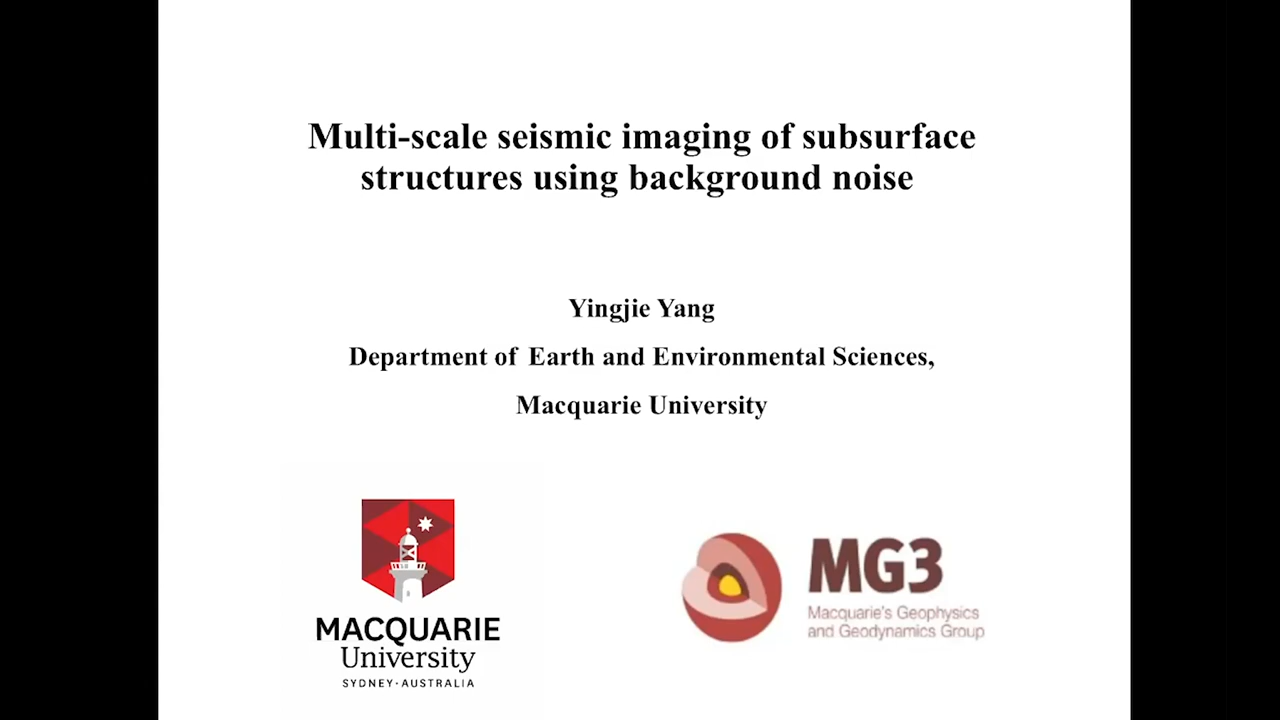 Multi-scale seismic imaging of subsurface
structures using background noise
Yingjie Yang
Department of Earth and Environmental Sciences,
Macquarie University
MACQUARIE
University
SYDNEY·AUSTRALIA
MG3
Macquarie's Geophysics
and Geodynamics Group